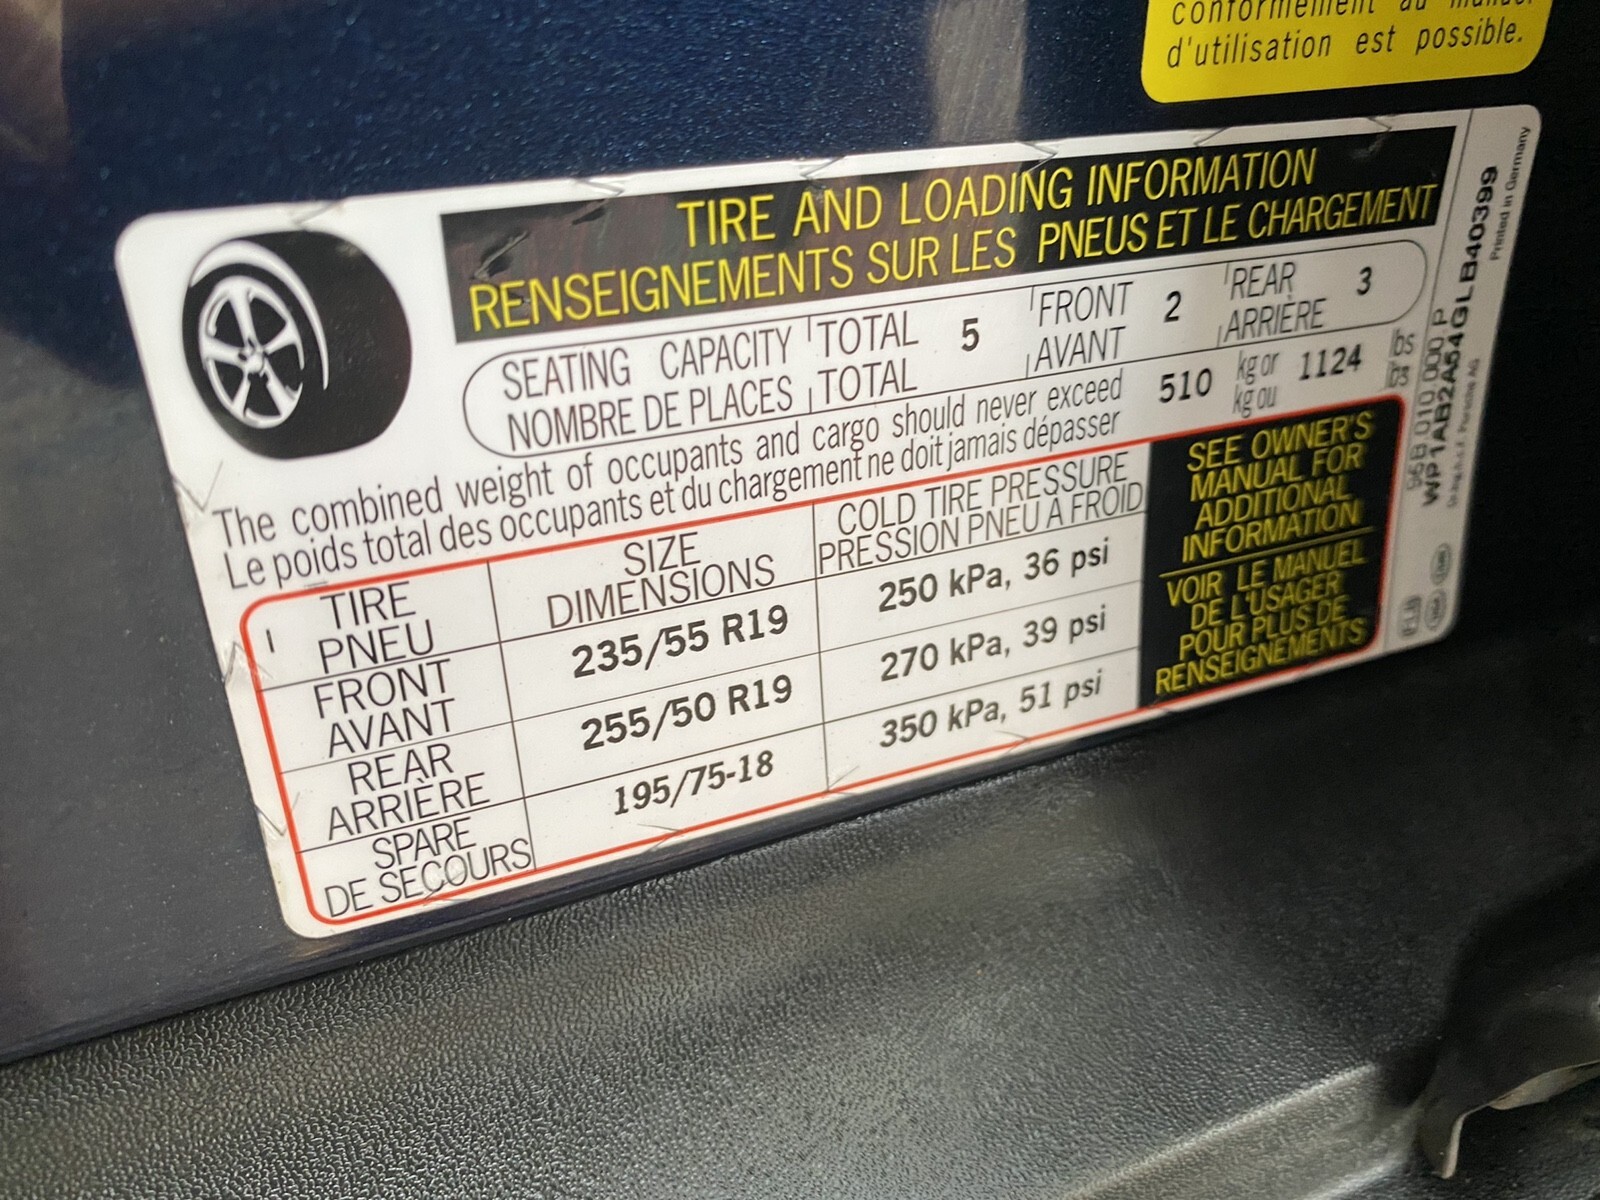 conformément au manuel
d'utilisation est possible.
TIRE AND LOADING INFORMATION
RENSEIGNEMENTS SUR LES PNEUS ET LE CHARGEMENT
SEATING CAPACITY TOTAL 5 FRONT 2 REAR 3
NOMBRE DE PLACES TOTAL AVANT ARRIÈRE
The combined weight of occupants and cargo should never exceed 510 kg or 1124 lbs
Le poids total des occupants et du chargement ne doit jamais dépasser kg ou
TIRE SIZE COLD TIRE PRESSURE
PNEU DIMENSIONS PRESSION PNEU A FROID
FRONT 235/55 R19 250 kPa, 36 psi
AVANT
REAR 255/50 R19 270 kPa, 39 psi
ARRIÈRE
SPARE 195/75-18 350 kPa, 51 psi
DE SECOURS
SEE OWNER'S
MANUAL FOR
ADDITIONAL
INFORMATION
VOIR LE MANUEL
DE L'USAGER
POUR PLUS DE
RENSEIGNEMENTS
95B 010 000 P
WP1AB2A54GLB40399
Printed in Germany
Porsche AG